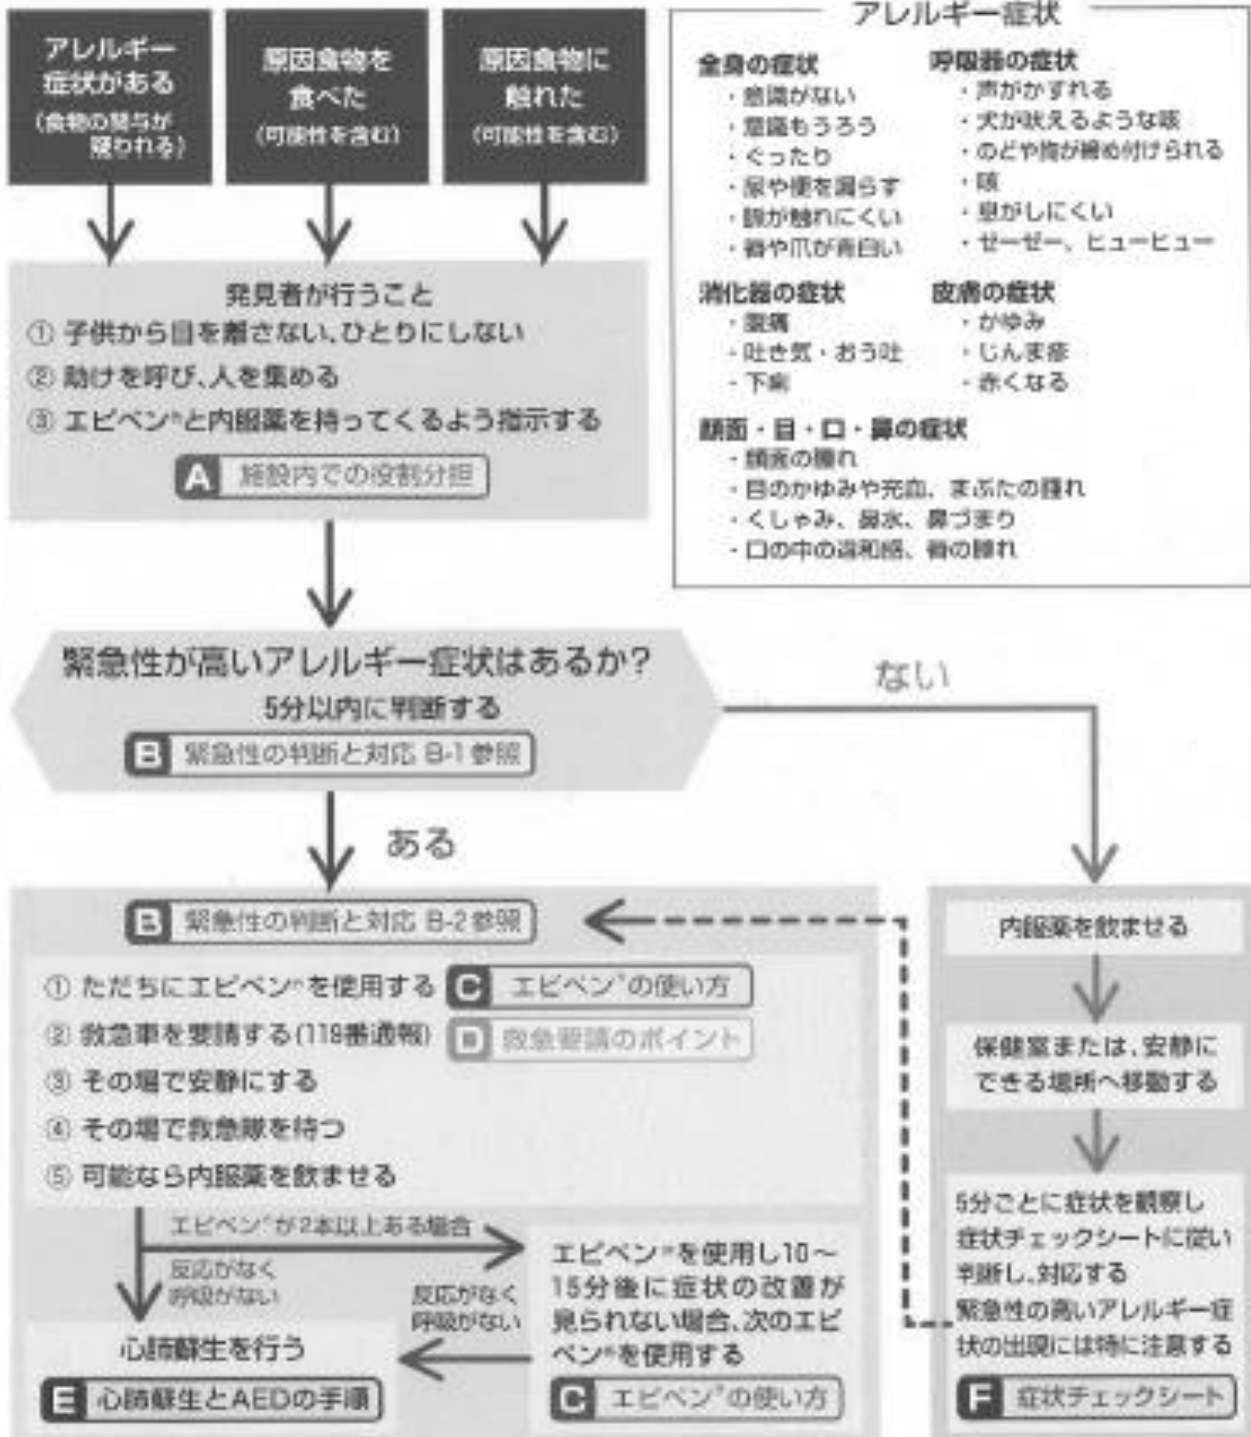 アレルギー
症状がある
(食物の関与が
疑われる)
原因食物を
食べた
(可能性を含む)
原因食物に
触れた
(可能性を含む)
発見者が行うこと
① 子供から目を離さない、ひとりにしない
② 助けを呼び、人を集める
③ エピペン®と内服薬を持ってくるよう指示する
A 施設内での役割分担
アレルギー症状
全身の症状
・意識がない
・意識もうろう
・ぐったり
・尿や便を漏らす
・脈が触れにくい
・唇や爪が青白い
呼吸器の症状
・声がかすれる
・犬が吠えるような咳
・のどや胸が締め付けられる
・咳
・息がしにくい
・ゼーゼー、ヒューヒュー
消化器の症状
・腹痛
・吐き気・おう吐
・下痢
皮膚の症状
・かゆみ
・じんま疹
・赤くなる
顔面・目・口・鼻の症状
・顔面の腫れ
・目のかゆみや充血、まぶたの腫れ
・くしゃみ、鼻水、鼻づまり
・口の中の違和感、唇の腫れ
緊急性が高いアレルギー症状はあるか?
5分以内に判断する
B 緊急性の判断と対応 B-1参照
ない
ある
B 緊急性の判断と対応 B-2参照
① ただちにエピペン®を使用する C エピペン®の使い方
② 救急車を要請する(119番通報) D 救急要請のポイント
③ その場で安静にする
④ その場で救急隊を待つ
⑤ 可能なら内服薬を飲ませる
エピペン®が2本以上ある場合
反応がなく
呼吸がない
反応がなく
呼吸がない
エピペン®を使用し10〜
15分後に症状の改善が
見られない場合、次のエピ
ペン®を使用する
C エピペン®の使い方
心肺蘇生を行う
E 心肺蘇生とAEDの手順
内服薬を飲ませる
保健室または、安静に
できる場所へ移動する
5分ごとに症状を観察し
症状チェックシートに従い
判断し、対応する
緊急性の高いアレルギー症
状の出現には特に注意する
F 症状チェックシート